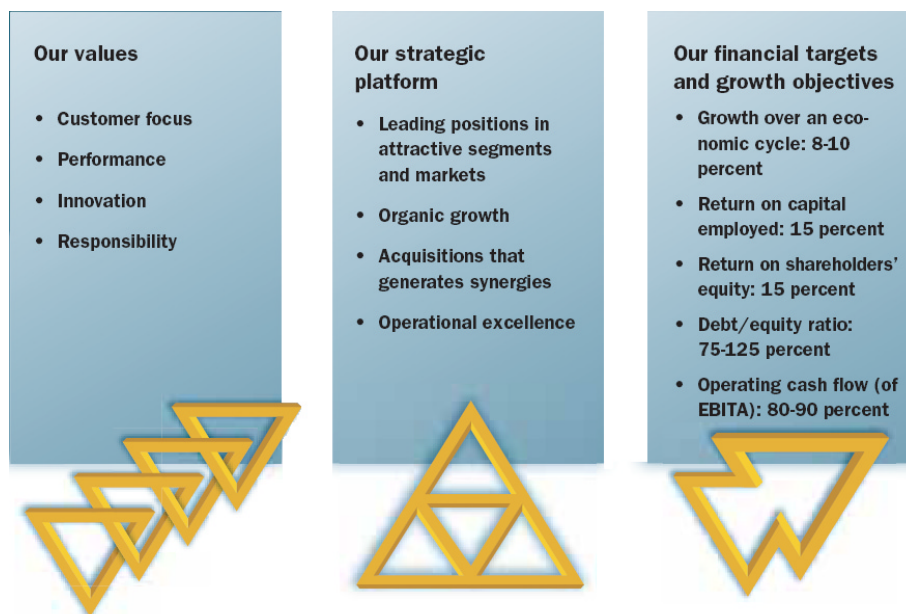 Our values
• Customer focus
• Performance
• Innovation
• Responsibility
Our strategic
platform
• Leading positions in
attractive segments
and markets
• Organic growth
• Acquisitions that
generates synergies
• Operational excellence
Our financial targets
and growth objectives
• Growth over an eco-
nomic cycle: 8-10
percent
• Return on capital
employed: 15 percent
• Return on shareholders’
equity: 15 percent
• Debt/equity ratio:
75-125 percent
• Operating cash flow (of
EBITA): 80-90 percent